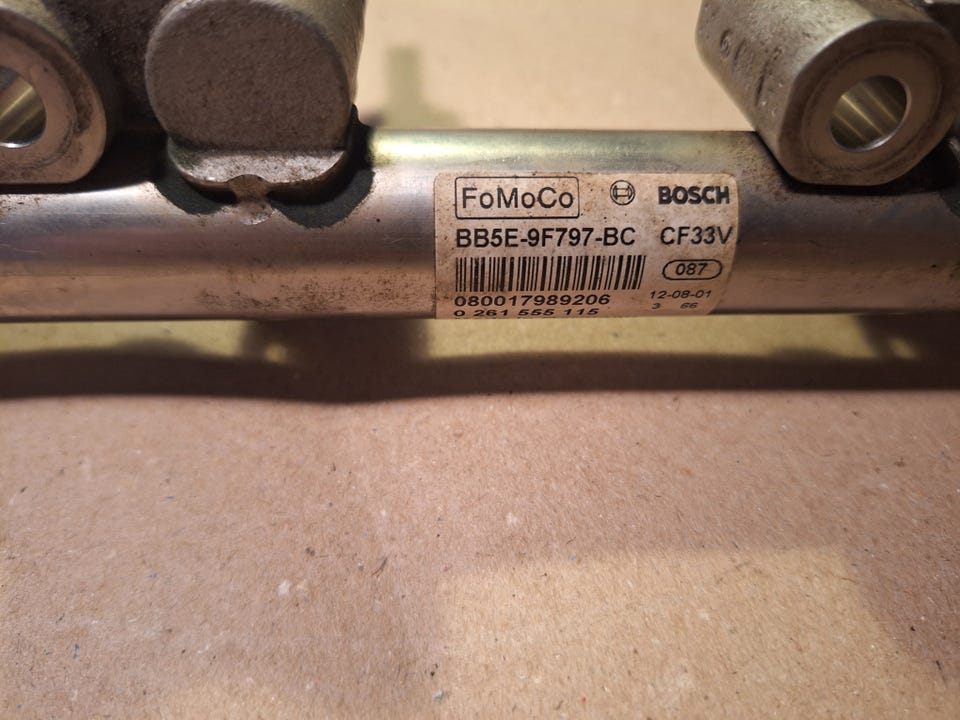 FoMoCo BOSCH
BB5E-9F797-BC CF33V
087
080017989206 12-08-01
0 261 555 115 3 66